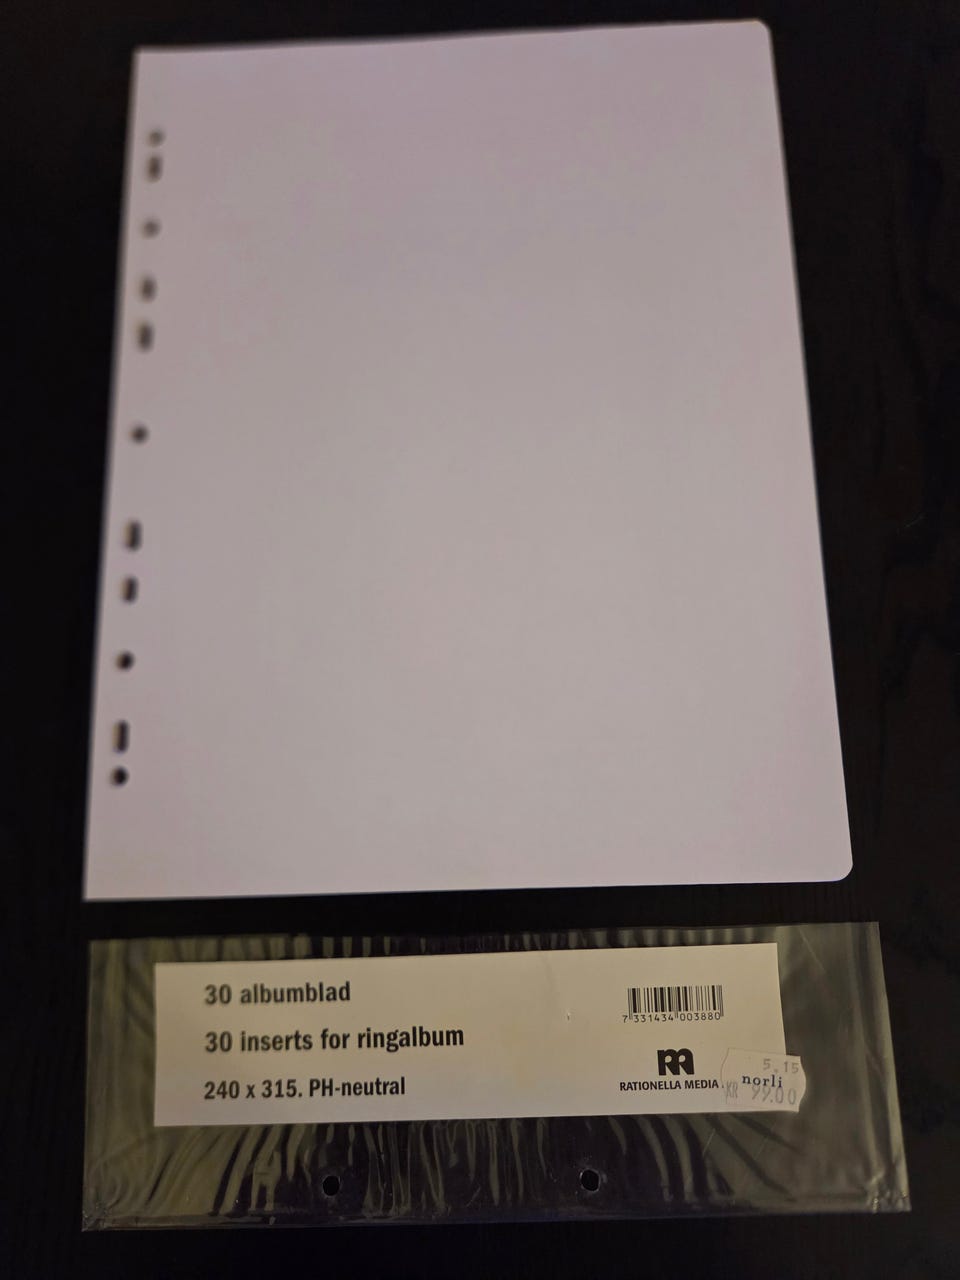 30 albumblad
30 inserts for ringalbum
240 x 315. PH-neutral
7 331434 003880
RATIONELLA MEDIA
5.15
norli
KR 99.00